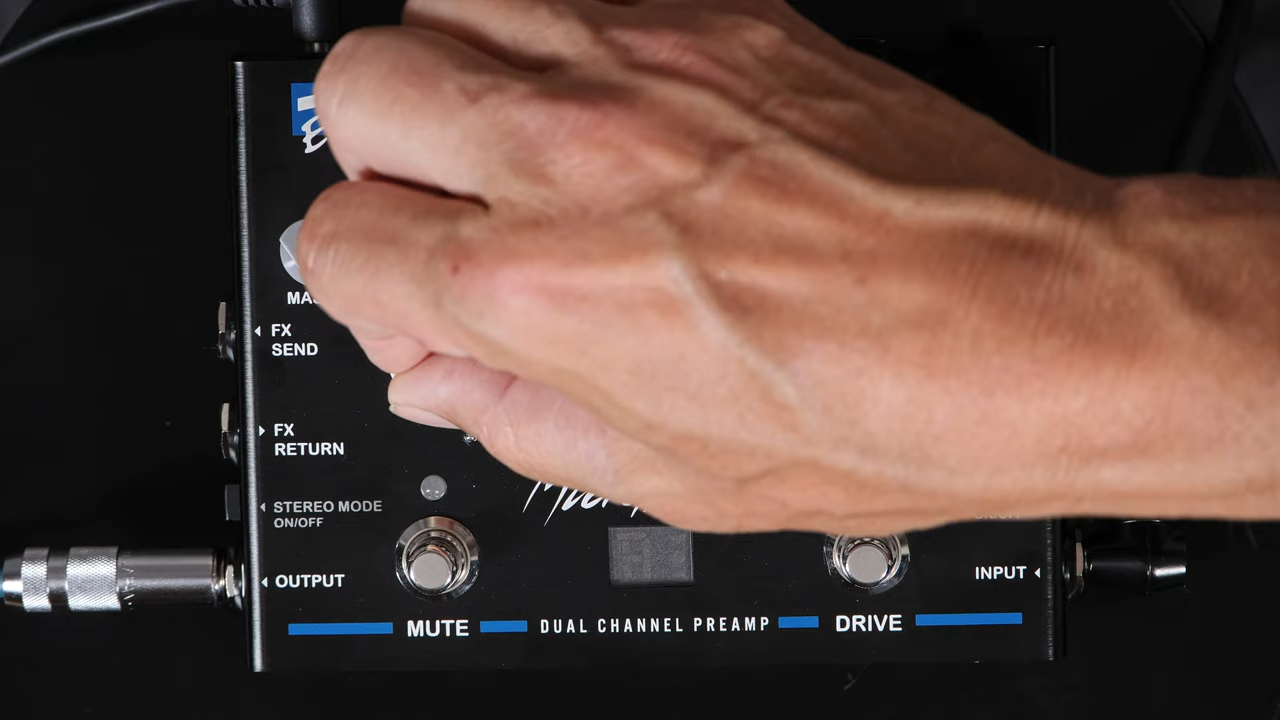 FX
SEND
FX
RETURN
STEREO MODE
ON/OFF
OUTPUT
INPUT
MUTE
DUAL CHANNEL PREAMP
DRIVE